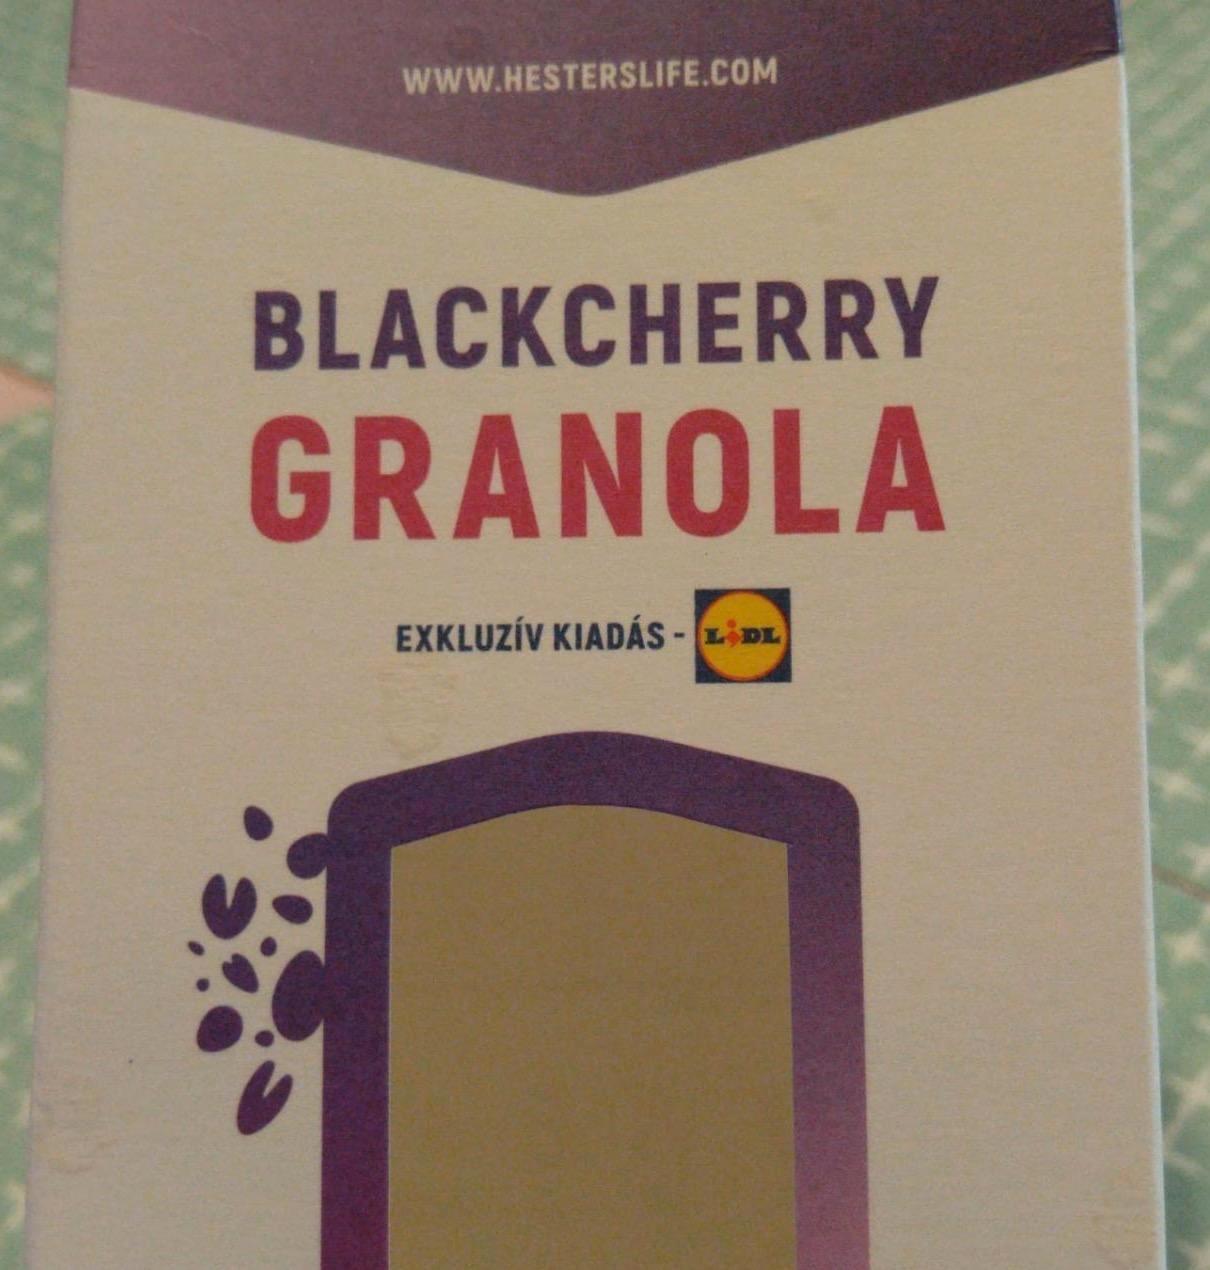 WWW.HESTERSLIFE.COM
BLACKCHERRY
GRANOLA
EXKLUZÍV KIADÁS - LIDL